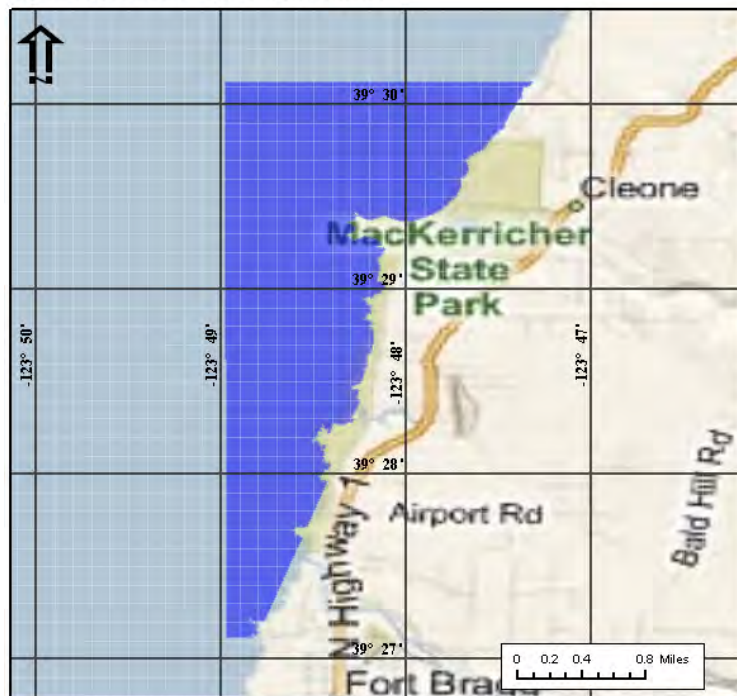 N
39° 30'
Cleone
MacKerricher
State
Park
39° 29'
-123° 50'
-123° 49'
-123° 48'
-123° 47'
39° 28'
N Highway 1
Airport Rd
Bald Hill Rd
39° 27'
Fort Bragg
0 0.2 0.4 0.8 Miles